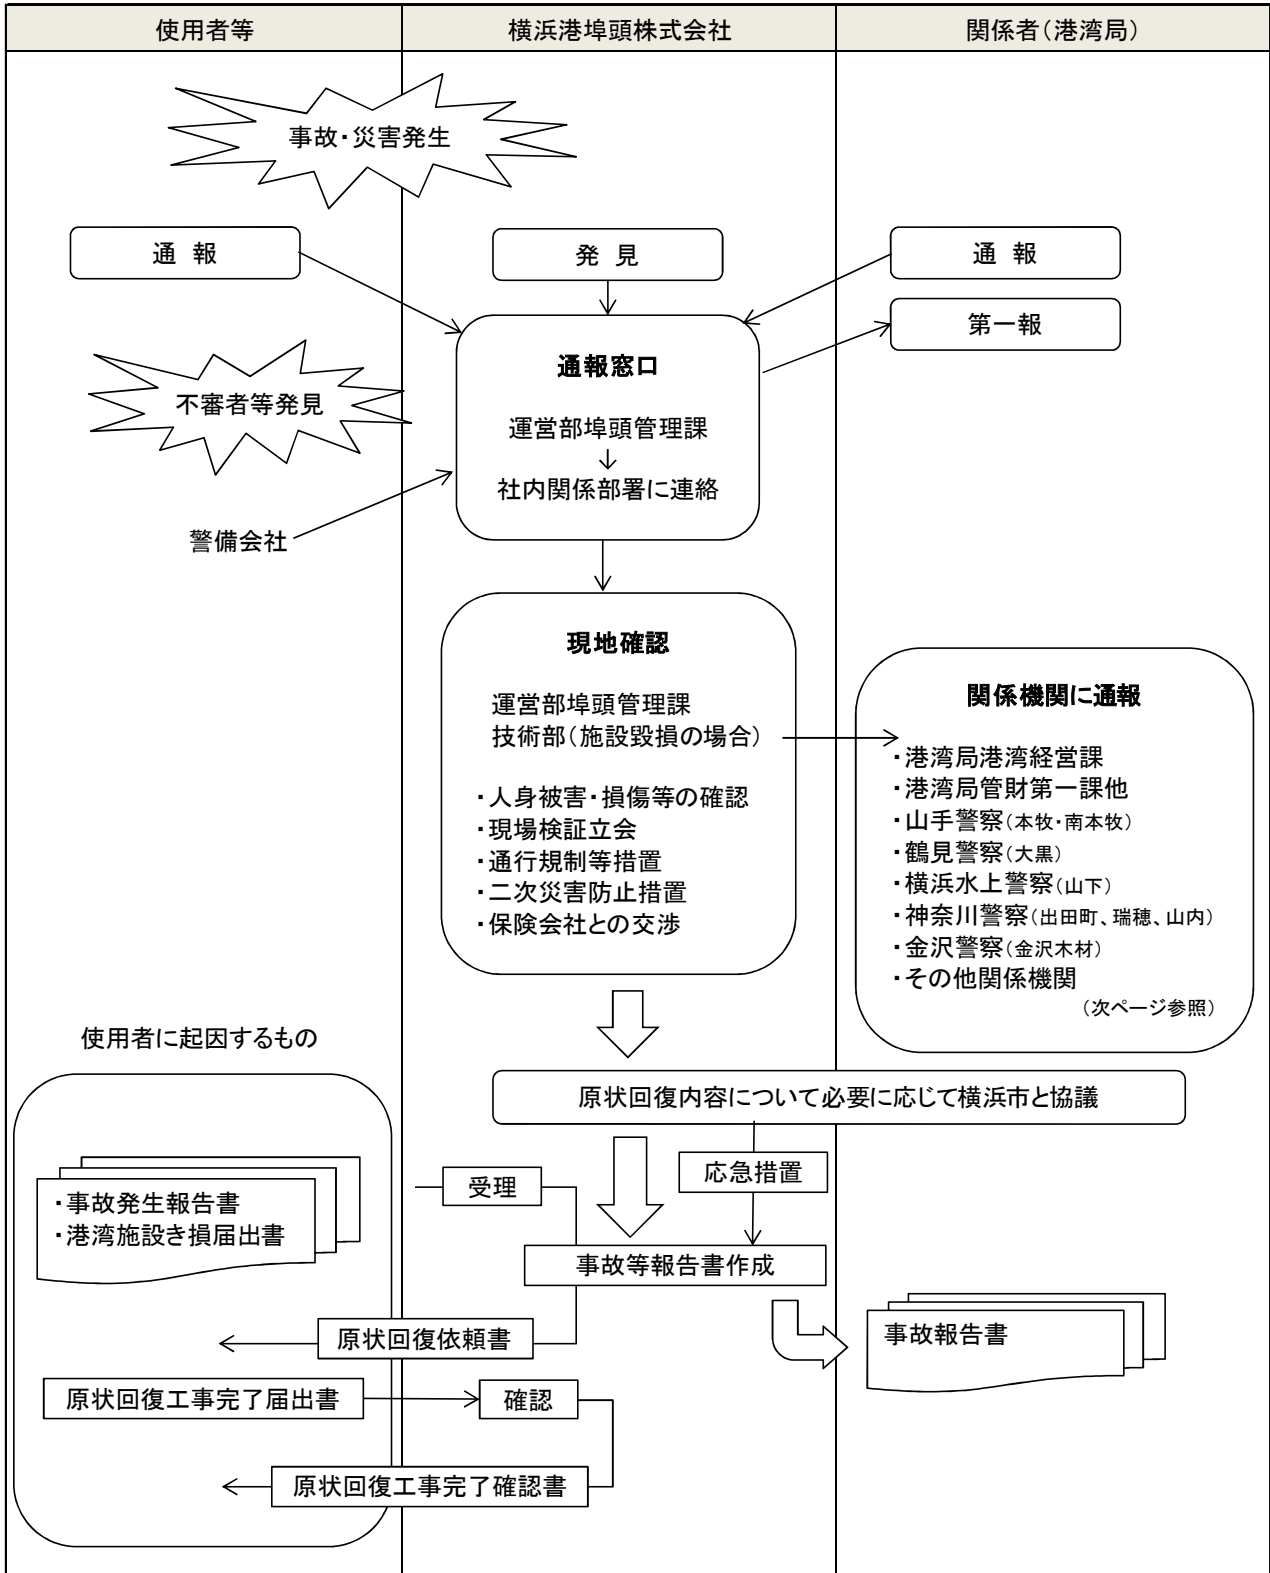 使用者等
横浜港埠頭株式会社
関係者（港湾局）
事故・災害発生
通 報
発 見
通 報
第一報
通報窓口
運営部埠頭管理課
↓
社内関係部署に連絡
不審者等発見
警備会社
現地確認
運営部埠頭管理課
技術部（施設毀損の場合）
・人身被害・損傷等の確認
・現場検証立会
・通行規制等措置
・二次災害防止措置
・保険会社との交渉
関係機関に通報
・港湾局港湾経営課
・港湾局管財第一課他
・山手警察（本牧・南本牧）
・鶴見警察（大黒）
・横浜水上警察（山下）
・神奈川警察（出田町、瑞穂、山内）
・金沢警察（金沢木材）
・その他関係機関
（次ページ参照）
使用者に起因するもの
原状回復内容について必要に応じて横浜市と協議
受理
応急措置
・事故発生報告書
・港湾施設き損届出書
事故等報告書作成
原状回復依頼書
事故報告書
原状回復工事完了届出書
確認
原状回復工事完了確認書